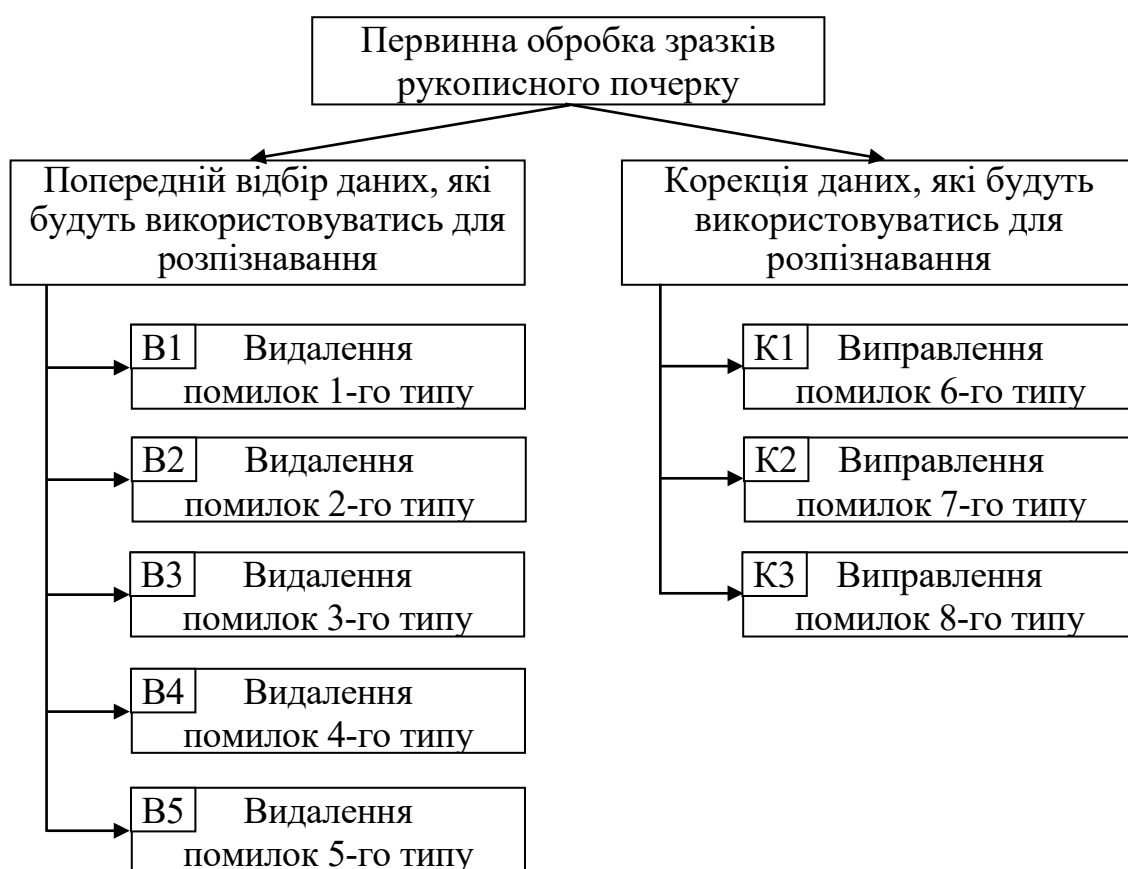 Первинна обробка зразків
рукописного почерку
Попередній відбір даних, які
будуть використовуватись для
розпізнавання
В1 Видалення
помилок 1-го типу
В2 Видалення
помилок 2-го типу
В3 Видалення
помилок 3-го типу
В4 Видалення
помилок 4-го типу
В5 Видалення
помилок 5-го типу
Корекція даних, які будуть
використовуватись для
розпізнавання
К1 Виправлення
помилок 6-го типу
К2 Виправлення
помилок 7-го типу
К3 Виправлення
помилок 8-го типу